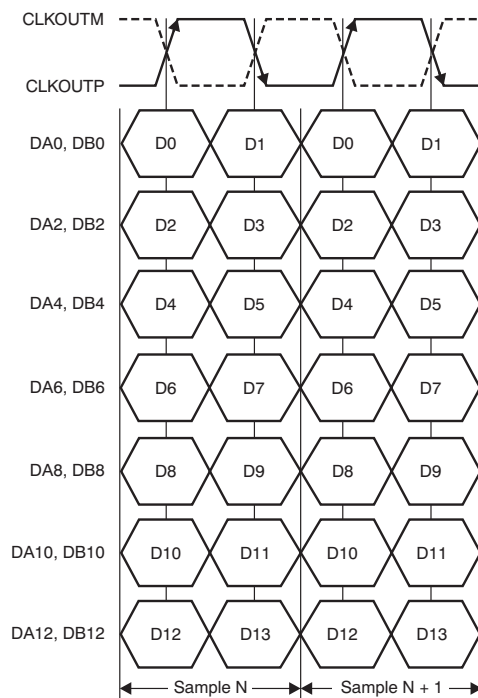 CLKOUTM
CLKOUTP
DA0, DB0 D0 D1 D0 D1
DA2, DB2 D2 D3 D2 D3
DA4, DB4 D4 D5 D4 D5
DA6, DB6 D6 D7 D6 D7
DA8, DB8 D8 D9 D8 D9
DA10, DB10 D10 D11 D10 D11
DA12, DB12 D12 D13 D12 D13
Sample N Sample N + 1